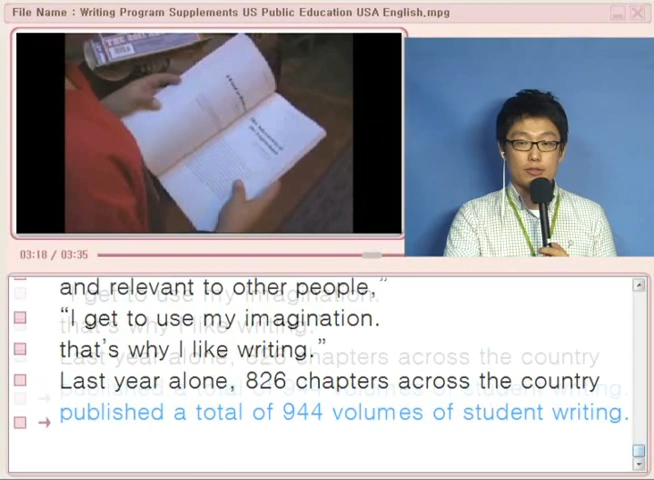 File Name : Writing Program Supplements US Public Education USA English.mpg
03:18 / 03:35
and relevant to other people,”
“I get to use my imagination.
that's why I like writing.”
Last year alone, 826 chapters across the country
published a total of 944 volumes of student writing.